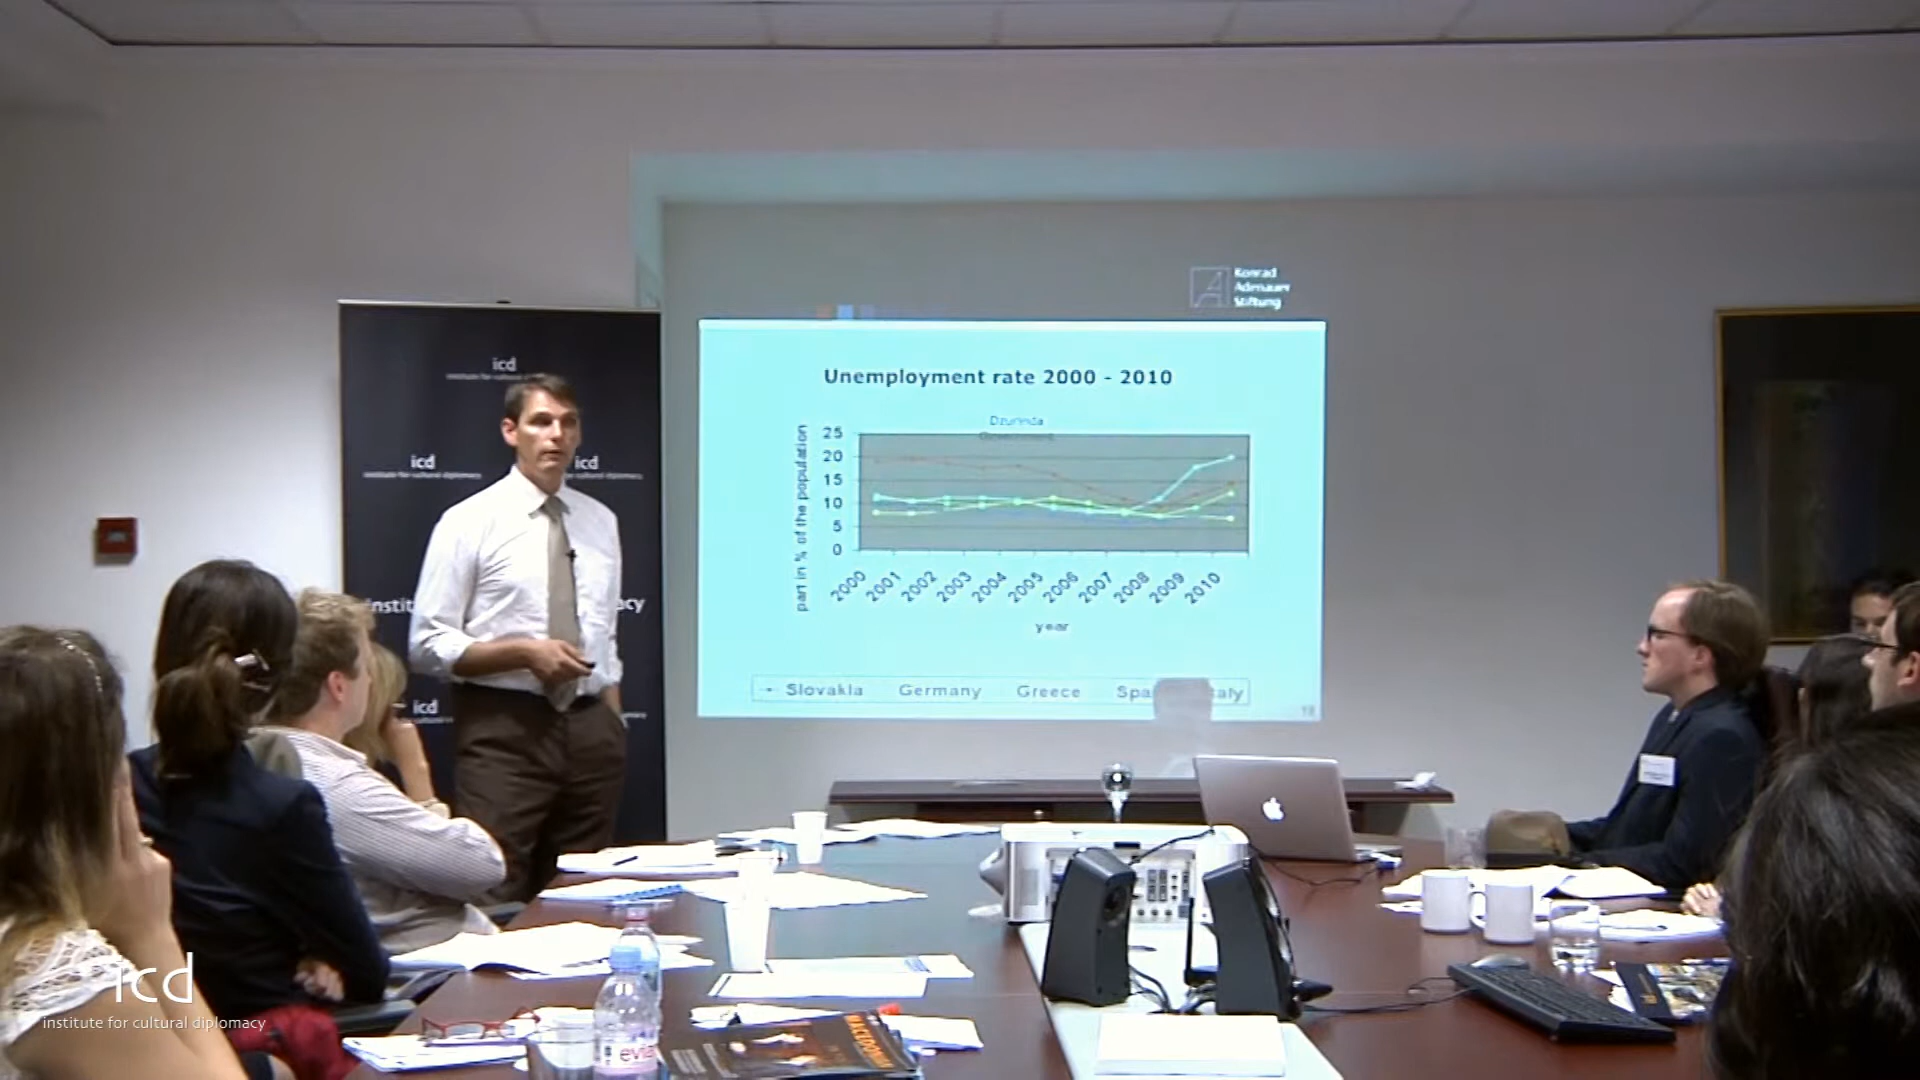 Konrad
Adenauer
Stiftung
icd
Unemployment rate 2000 - 2010
Dzurinda
Government
part in % of the population
25
20
15
10
5
0
2000 2001 2002 2003 2004 2005 2006 2007 2008 2009 2010
year
Slovakia Germany Greece
icd
institute for cultural diplomacy
icd
icd
evian
icd
institute for cultural diplomacy